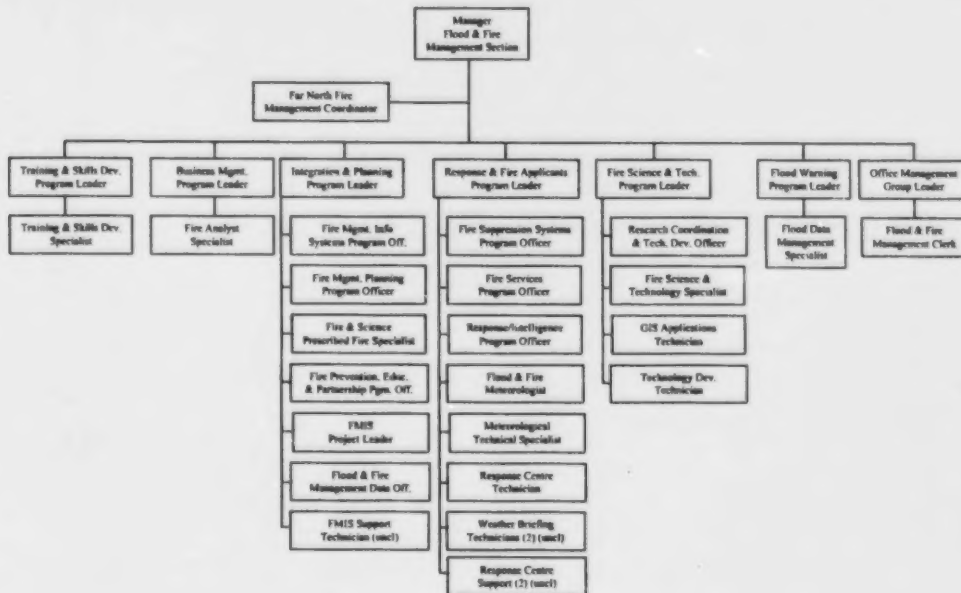 Manager
Flood & Fire
Management Section
Far North Fire
Management Coordinator
Training & Skills Dev.
Program Leader
Business Mgmt.
Program Leader
Integration & Planning
Program Leader
Response & Fire Applicants
Program Leader
Fire Science & Tech.
Program Leader
Flood Warning
Program Leader
Office Management
Group Leader
Training & Skills Dev.
Specialist
Fire Analyst
Specialist
Fire Mgmt. Info
Systems Program Off.
Fire Mgmt. Planning
Program Officer
Fire & Science
Prescribed Fire Specialist
Fire Prevention, Educ.
& Partnership Pgm. Off.
FMIS
Project Leader
Flood & Fire
Management Data Off.
FMIS Support
Technician (uncl)
Fire Suppression Systems
Program Officer
Fire Services
Program Officer
Response/Intelligence
Program Officer
Flood & Fire
Meteorologist
Meteorological
Technical Specialist
Response Centre
Technician
Weather Briefing
Technicians (2) (uncl)
Response Centre
Support (2) (uncl)
Research Coordination
& Tech. Dev. Officer
Fire Science &
Technology Specialist
GIS Applications
Technician
Technology Dev.
Technician
Flood Data
Management
Specialist
Flood & Fire
Management Clerk